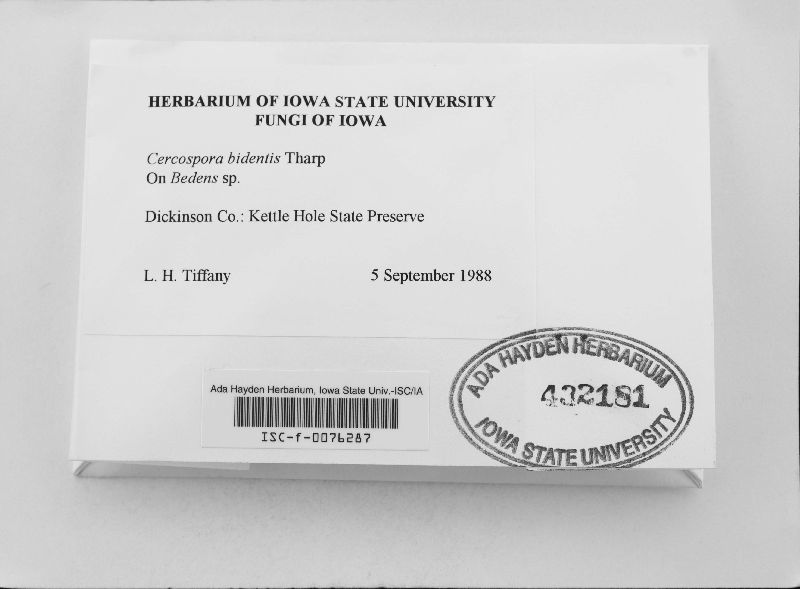 HERBARIUM OF IOWA STATE UNIVERSITY
FUNGI OF IOWA
Cercospora bidentis Tharp
On Bedens sp.
Dickinson Co.: Kettle Hole State Preserve
L. H. Tiffany 5 September 1988
Ada Hayden Herbarium, Iowa State Univ.-ISC/IA
ISC-f-0076287
ADA HAYDEN HERBARIUM
432181
IOWA STATE UNIVERSITY